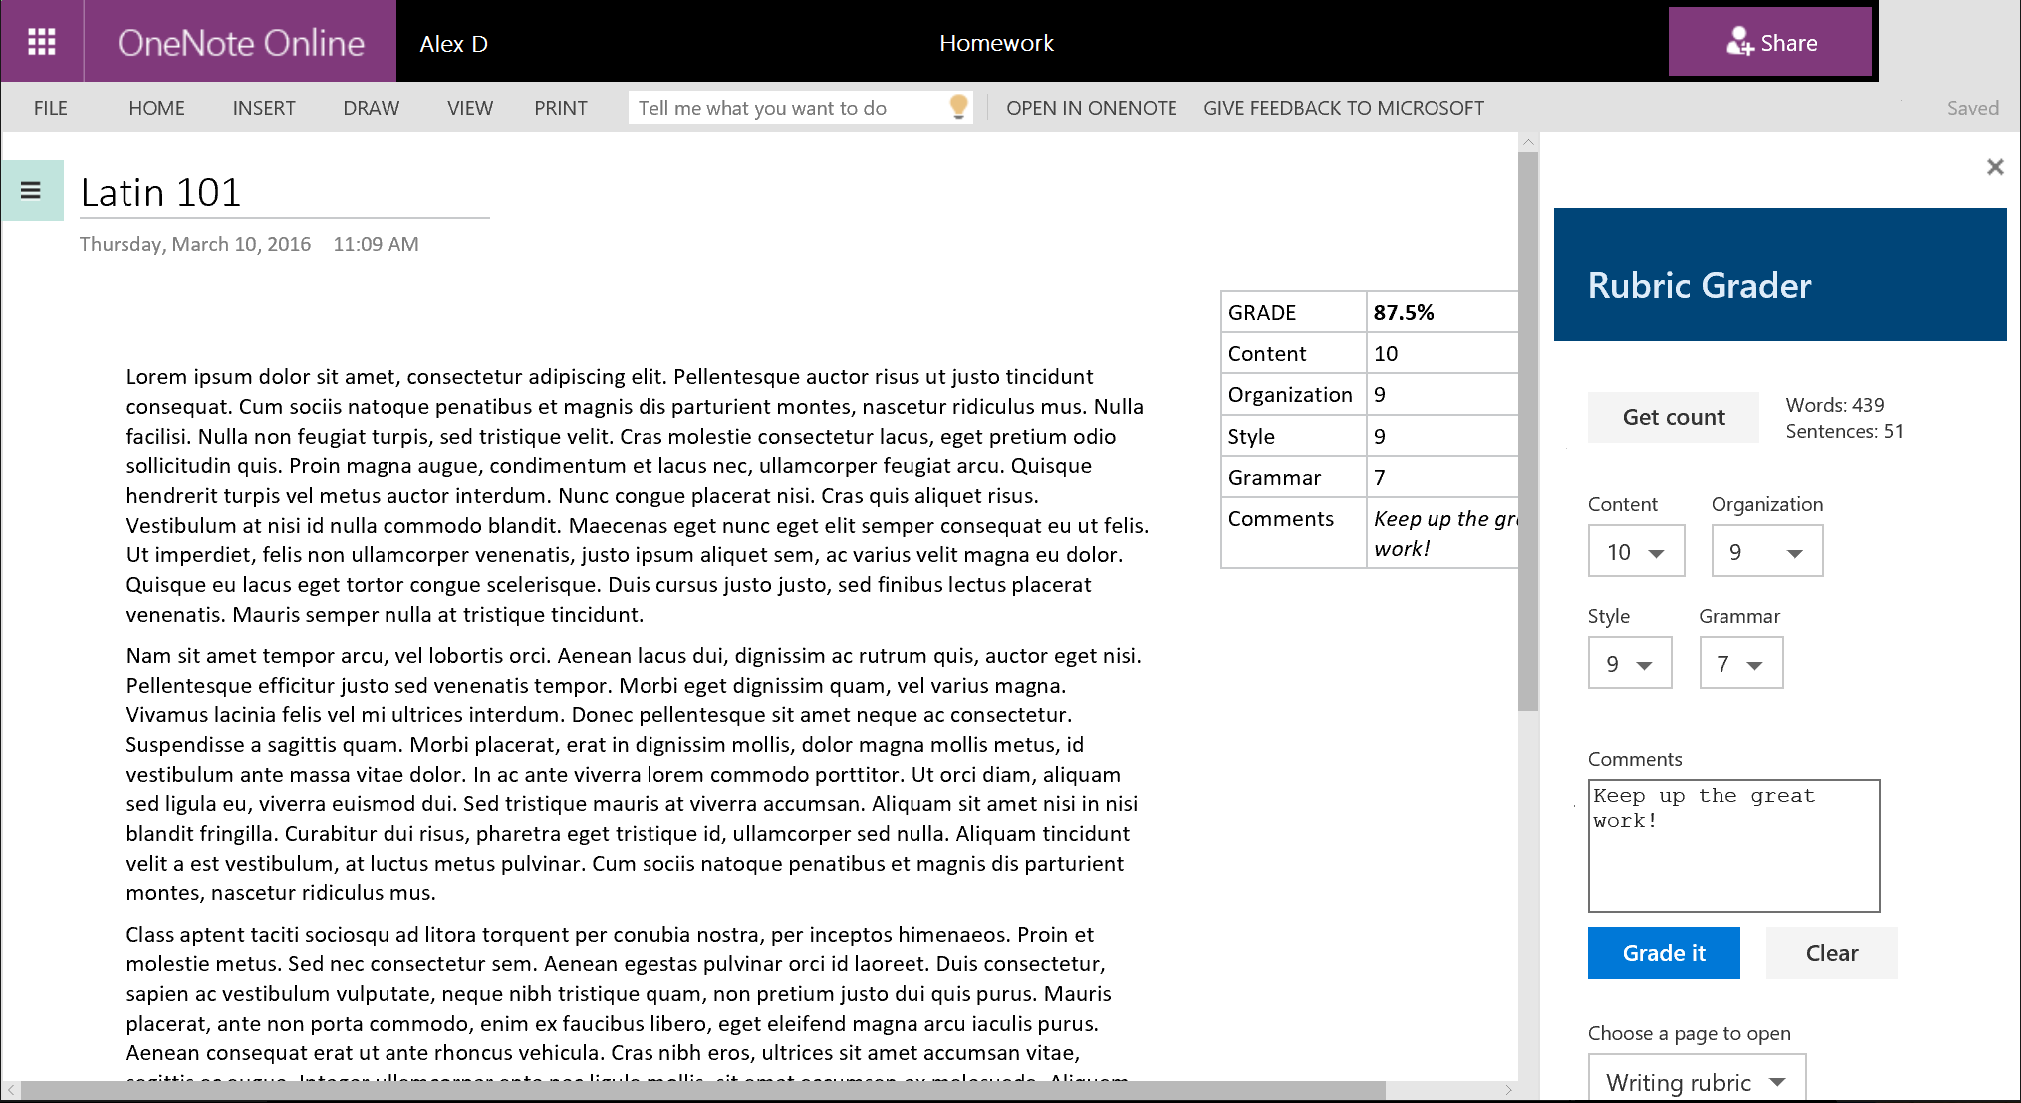 OneNote Online
Alex D
Homework
Share
FILE HOME INSERT DRAW VIEW PRINT Tell me what you want to do OPEN IN ONENOTE GIVE FEEDBACK TO MICROSOFT Saved
Latin 101
Thursday, March 10, 2016 11:09 AM
Lorem ipsum dolor sit amet, consectetur adipiscing elit. Pellentesque auctor risus ut justo tincidunt
consequat. Cum sociis natoque penatibus et magnis dis parturient montes, nascetur ridiculus mus. Nulla
facilisi. Nulla non feugiat turpis, sed tristique velit. Cras molestie consectetur lacus, eget pretium odio
sollicitudin quis. Proin magna augue, condimentum et lacus nec, ullamcorper feugiat arcu. Quisque
hendrerit turpis vel metus auctor interdum. Nunc congue placerat nisi. Cras quis aliquet risus.
Vestibulum at nisi id nulla commodo blandit. Maecenas eget nunc eget elit semper consequat eu ut felis.
Ut imperdiet, felis non ullamcorper venenatis, justo ipsum aliquet sem, ac varius velit magna eu dolor.
Quisque eu lacus eget tortor congue scelerisque. Duis cursus justo justo, sed finibus lectus placerat
venenatis. Mauris semper nulla at tristique tincidunt.
Nam sit amet tempor arcu, vel lobortis orci. Aenean lacus dui, dignissim ac rutrum quis, auctor eget nisi.
Pellentesque efficitur justo sed venenatis tempor. Morbi eget dignissim quam, vel varius magna.
Vivamus lacinia felis vel mi ultrices interdum. Donec pellentesque sit amet neque ac consectetur.
Suspendisse a sagittis quam. Morbi placerat, erat in dignissim mollis, dolor magna mollis metus, id
vestibulum ante massa vitae dolor. In ac ante viverra lorem commodo porttitor. Ut orci diam, aliquam
sed ligula eu, viverra euismod dui. Sed tristique mauris at viverra accumsan. Aliquam sit amet nisi in nisi
blandit fringilla. Curabitur dui risus, pharetra eget tristique id, ullamcorper sed nulla. Aliquam tincidunt
velit a est vestibulum, at luctus metus pulvinar. Cum sociis natoque penatibus et magnis dis parturient
montes, nascetur ridiculus mus.
Class aptent taciti sociosqu ad litora torquent per conubia nostra, per inceptos himenaeos. Proin et
molestie metus. Sed nec consectetur sem. Aenean egestas pulvinar orci id laoreet. Duis consectetur,
sapien ac vestibulum vulputate, neque nibh tristique quam, non pretium justo dui quis purus. Mauris
placerat, ante non porta commodo, enim ex faucibus libero, eget eleifend magna arcu iaculis purus.
Aenean consequat erat ut ante rhoncus vehicula. Cras nibh eros, ultrices sit amet accumsan vitae,
GRADE 87.5%
Content 10
Organization 9
Style 9
Grammar 7
Comments Keep up the
work!
Rubric Grader
Get count
Words: 439
Sentences: 51
Content Organization
10 9
Style Grammar
9 7
Comments
Keep up the great
work!
Grade it Clear
Choose a page to open
Writing rubric